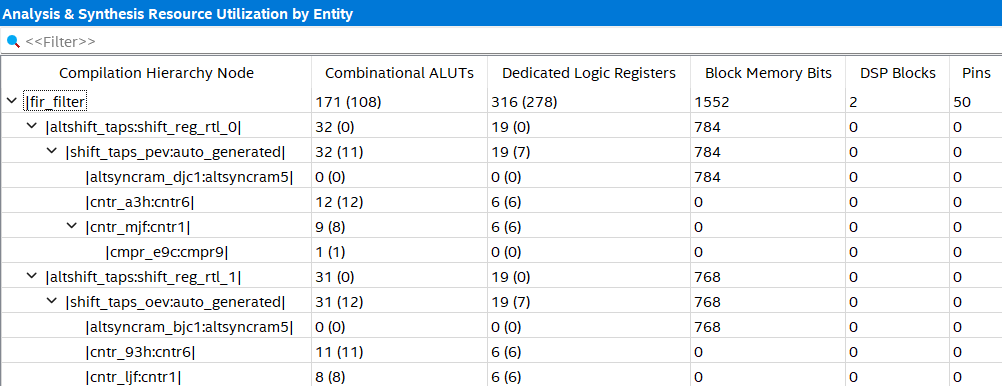 Analysis & Synthesis Resource Utilization by Entity
<<Filter>>
Compilation Hierarchy Node Combinational ALUTs Dedicated Logic Registers Block Memory Bits DSP Blocks Pins
|fir_filter 171 (108) 316 (278) 1552 2 50
|altshift_taps:shift_reg_rtl_0| 32 (0) 19 (0) 784 0 0
|shift_taps_pev:auto_generated| 32 (11) 19 (7) 784 0 0
|altsyncram_djc1:altsyncram5| 0 (0) 0 (0) 784 0 0
|cntr_a3h:cntr6| 12 (12) 6 (6) 0 0 0
|cntr_mjf:cntr1| 9 (8) 6 (6) 0 0 0
|cmpr_e9c:cmpr9| 1 (1) 0 (0) 0 0 0
|altshift_taps:shift_reg_rtl_1| 31 (0) 19 (0) 768 0 0
|shift_taps_oev:auto_generated| 31 (12) 19 (7) 768 0 0
|altsyncram_bjc1:altsyncram5| 0 (0) 0 (0) 768 0 0
|cntr_93h:cntr6| 11 (11) 6 (6) 0 0 0
|cntr_ljf:cntr1| 8 (8) 6 (6) 0 0 0